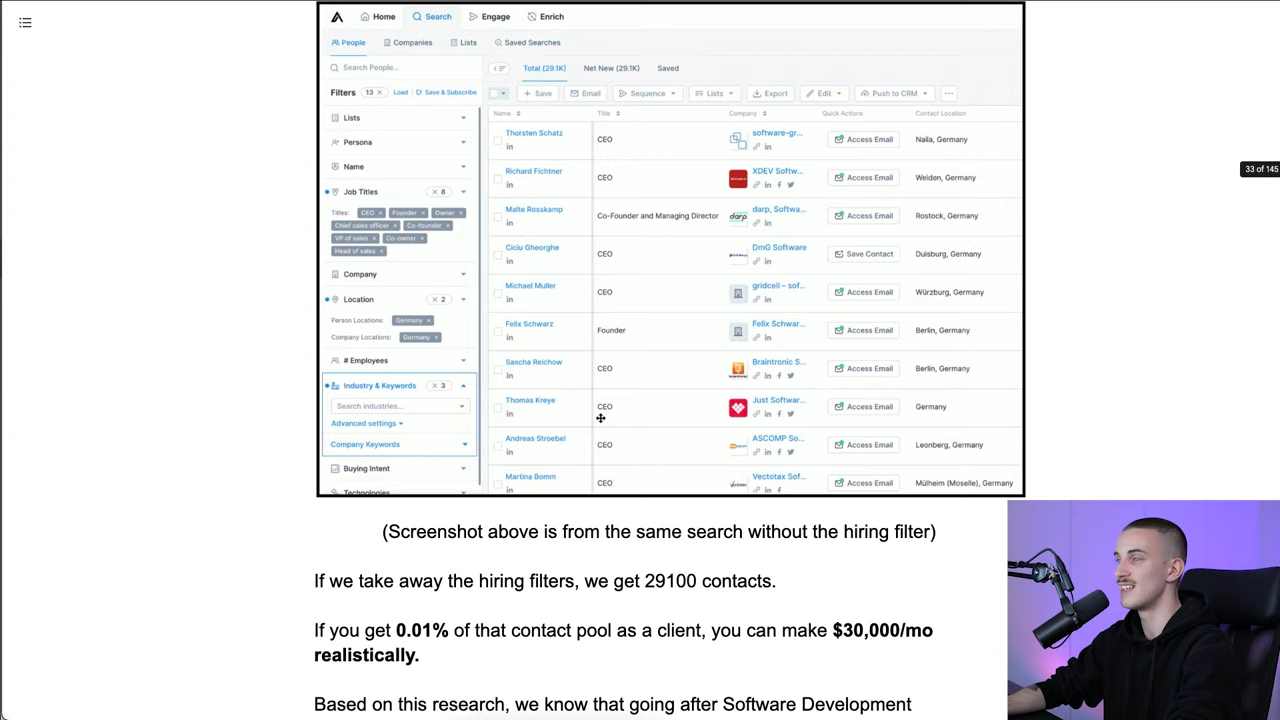 Home Search Engage Enrich
People Companies Lists Saved Searches
Search People...
Total (29.1K) Net New (29.1K) Saved
Filters 13 × Load Save & Subscribe
Save Email Sequence Lists Export Edit Push to CRM ...
Name Title Company Quick Actions Contact Location
Lists
Persona
Name
Job Titles × 8
Titles: CEO × Founder × Owner ×
Chief sales officer × Co-founder ×
VP of sales × Co-owner ×
Head of sales ×
Company
Location × 2
Person Locations: Germany ×
Company Locations: Germany ×
# Employees
Industry & Keywords × 3
Search industries...
Advanced settings
Company Keywords
Buying Intent
Technologies
Thorsten Schatz CEO software-gr... Access Email Naila, Germany
Richard Fichtner CEO XDEV Softw... Access Email Weiden, Germany
Malte Rosskamp Co-Founder and Managing Director darp darp, Softwa... Access Email Rostock, Germany
Ciciu Gheorghe CEO DmG Software Save Contact Duisburg, Germany
Michael Muller CEO gridcell – sof... Access Email Würzburg, Germany
Felix Schwarz Founder Felix Schwar... Access Email Berlin, Germany
Sascha Reichow CEO Braintronic S... Access Email Berlin, Germany
Thomas Kreye CEO Just Softwar... Access Email Germany
Andreas Stroebel CEO ASCOMP So... Access Email Leonberg, Germany
Martina Bomm CEO Vectotax Sof... Access Email Mülheim (Moselle), Germany
33 of 145
(Screenshot above is from the same search without the hiring filter)
If we take away the hiring filters, we get 29100 contacts.
If you get 0.01% of that contact pool as a client, you can make $30,000/mo
realistically.
Based on this research, we know that going after Software Development